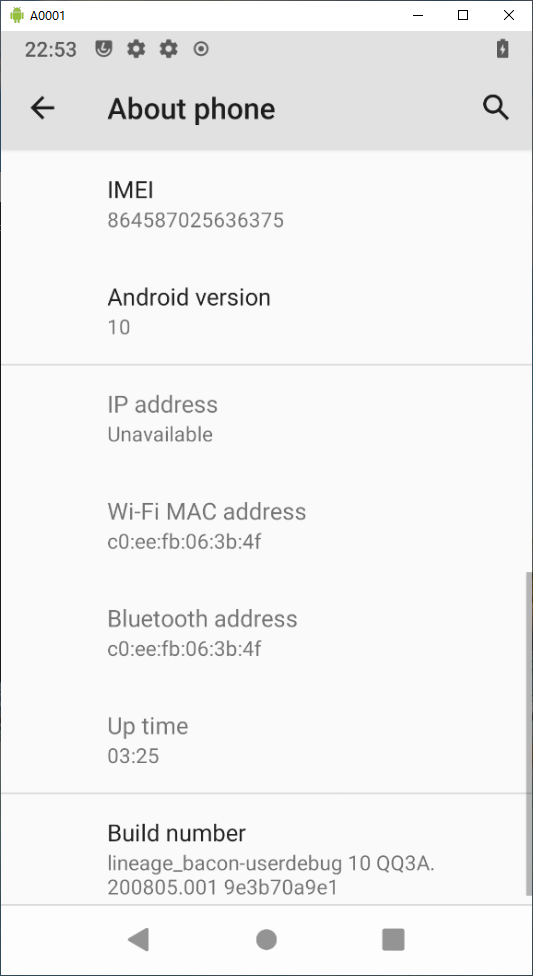 A0001
22:53
About phone
IMEI
864587025636375
Android version
10
IP address
Unavailable
Wi-Fi MAC address
c0:ee:fb:06:3b:4f
Bluetooth address
c0:ee:fb:06:3b:4f
Up time
03:25
Build number
lineage_bacon-userdebug 10 QQ3A.
200805.001 9e3b70a9e1